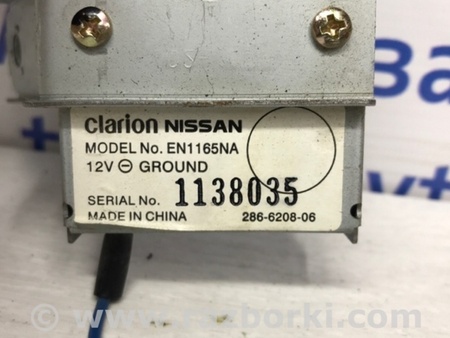 clarion NISSAN
MODEL No. EN1165NA
12V ⊖ GROUND
SERIAL No. 1138035
MADE IN CHINA 286-6208-06